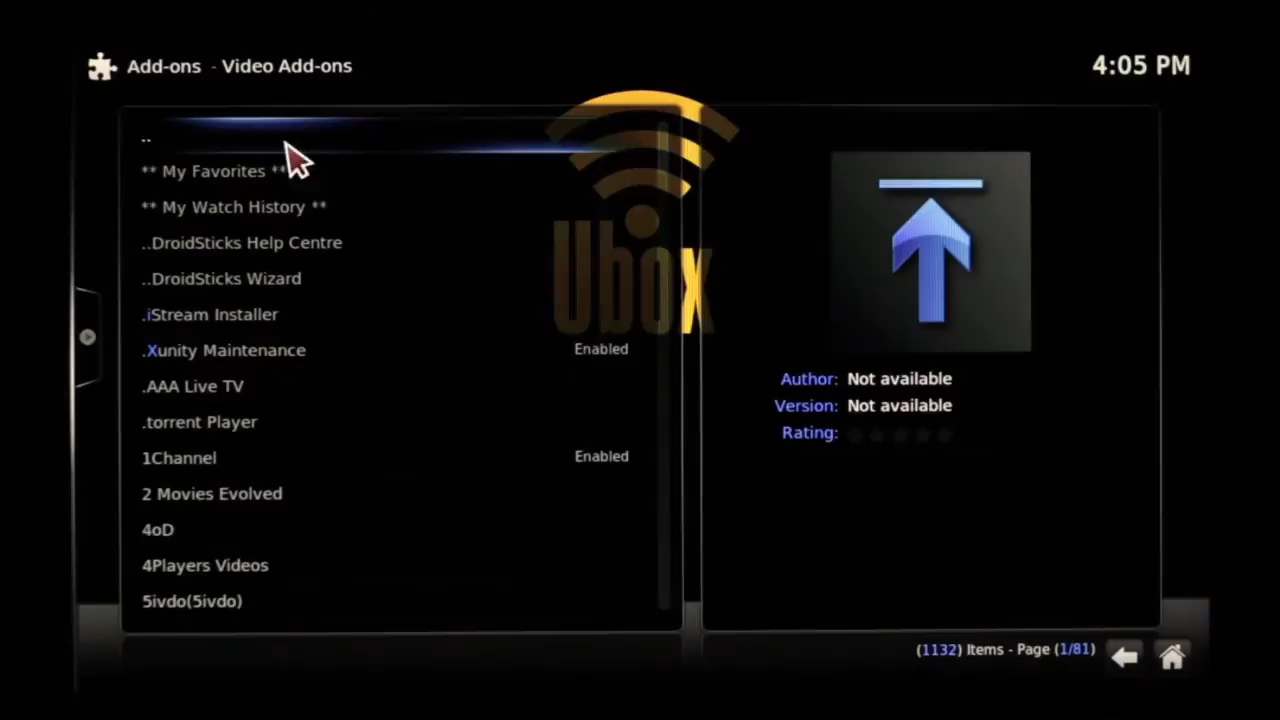 Add-ons - Video Add-ons
4:05 PM
..
** My Favorites **
** My Watch History **
..DroidSticks Help Centre
..DroidSticks Wizard
.iStream Installer
.Xunity Maintenance Enabled
.AAA Live TV
.torrent Player
1Channel Enabled
2 Movies Evolved
4oD
4Players Videos
5ivdo(5ivdo)
Ubox
Author: Not available
Version: Not available
Rating:
(1132) Items - Page (1/81)